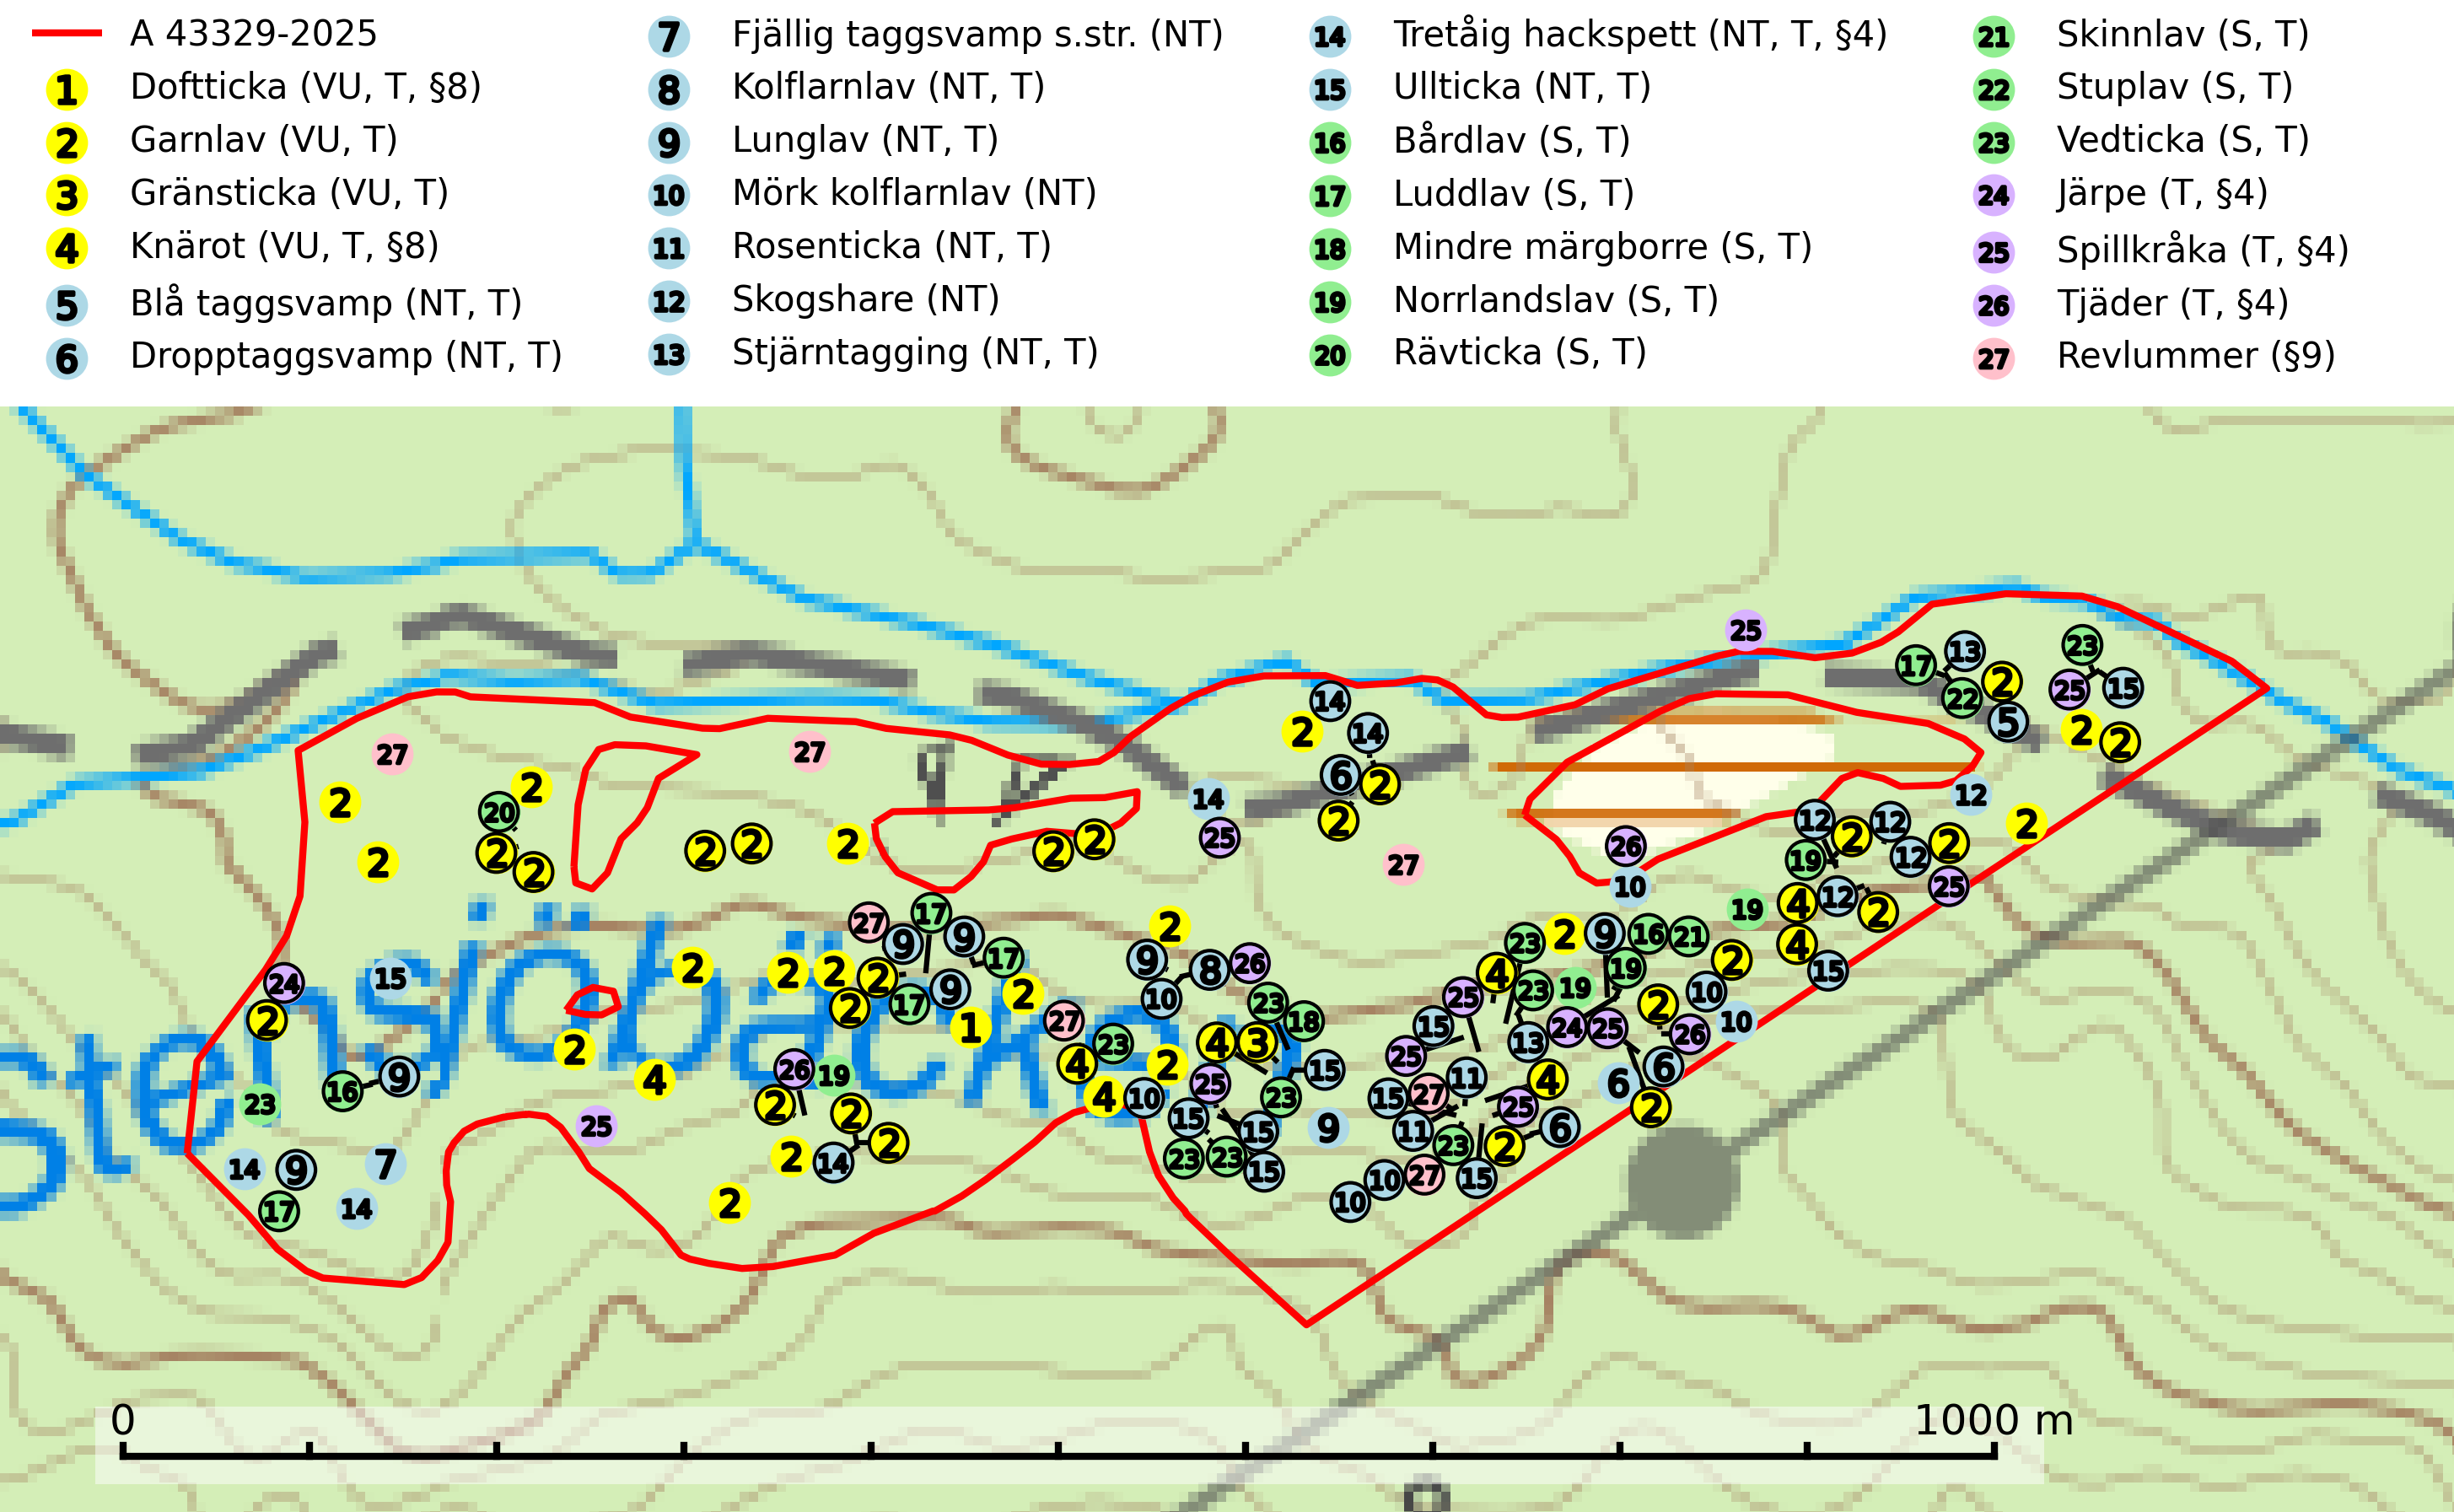 A 43329-2025
1 Doftticka (VU, T, §8)
2 Garnlav (VU, T)
3 Gränsticka (VU, T)
4 Knärot (VU, T, §8)
5 Blå taggsvamp (NT, T)
6 Dropptaggsvamp (NT, T)
7 Fjällig taggsvamp s.str. (NT)
8 Kolflarnlav (NT, T)
9 Lunglav (NT, T)
10 Mörk kolflarnlav (NT)
11 Rosenticka (NT, T)
12 Skogshare (NT)
13 Stjärntagging (NT, T)
14 Tretåig hackspett (NT, T, §4)
15 Ullticka (NT, T)
16 Bårdlav (S, T)
17 Luddlav (S, T)
18 Mindre märgborre (S, T)
19 Norrlandslav (S, T)
20 Rävticka (S, T)
21 Skinnlav (S, T)
22 Stuplav (S, T)
23 Vedticka (S, T)
24 Järpe (T, §4)
25 Spillkråka (T, §4)
26 Tjäder (T, §4)
27 Revlummer (§9)
0 1000 m